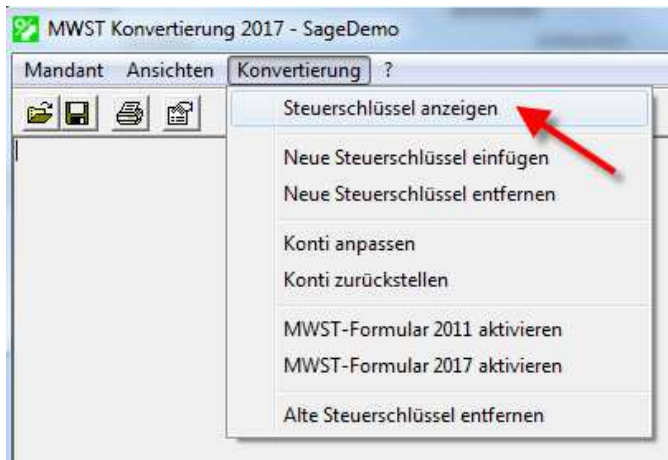 MWST Konvertierung 2017 - SageDemo
Mandant Ansichten Konvertierung ?
Steuerschlüssel anzeigen
Neue Steuerschlüssel einfügen
Neue Steuerschlüssel entfernen
Konti anpassen
Konti zurückstellen
MWST-Formular 2011 aktivieren
MWST-Formular 2017 aktivieren
Alte Steuerschlüssel entfernen